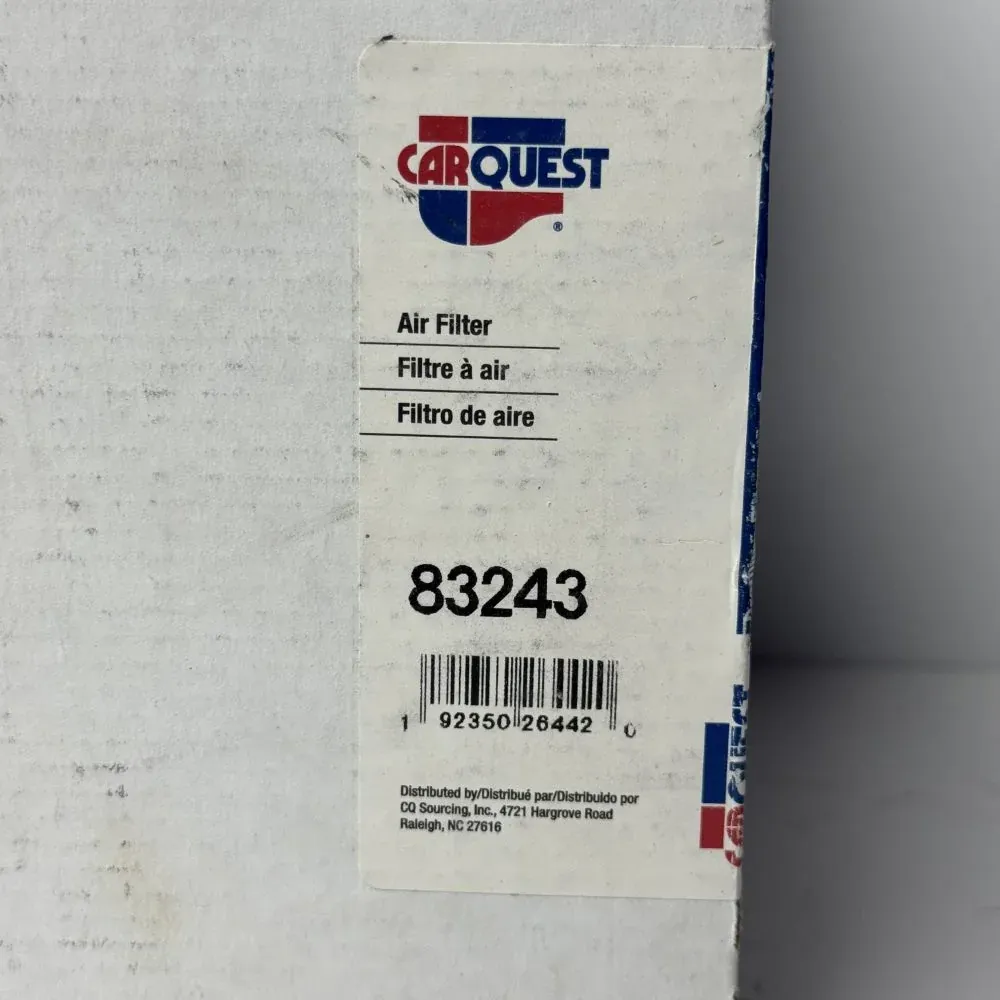 CARQUEST
®
Air Filter
Filtre à air
Filtro de aire
83243
1 92350 26442 0
Distributed by/Distribué par/Distribuido por
CQ Sourcing, Inc., 4721 Hargrove Road
Raleigh, NC 27616